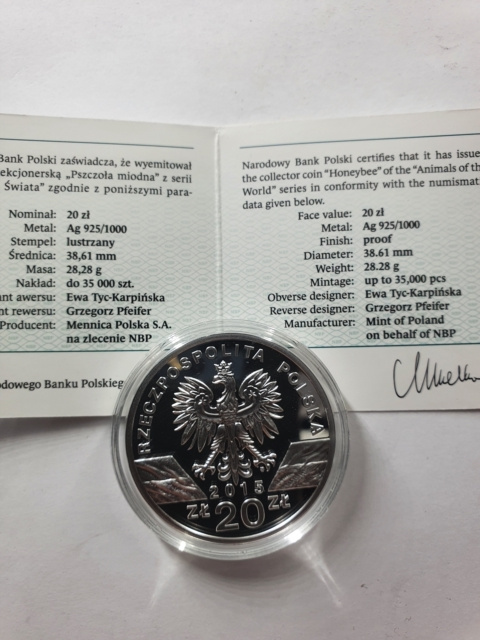 Bank Polski zaświadcza, że wyemitował
ekcjonerską „Pszczoła miodna” z serii
Świata” zgodnie z poniższymi para-
Nominał: 20 zł
Metal: Ag 925/1000
Stempel: lustrzany
Średnica: 38,61 mm
Masa: 28,28 g
Nakład: do 35 000 szt.
ant awersu: Ewa Tyc-Karpińska
nt rewersu: Grzegorz Pfeifer
Producent: Mennica Polska S.A.
na zlecenie NBP
odowego Banku Polskiego
Narodowy Bank Polski certifies that it has issue
the collector coin “Honeybee” of the “Animals of the
World” series in conformity with the numismat
data given below.
Face value: 20 zł
Metal: Ag 925/1000
Finish: proof
Diameter: 38.61 mm
Weight: 28.28 g
Mintage: up to 35,000 pcs
Obverse designer: Ewa Tyc-Karpińska
Reverse designer: Grzegorz Pfeifer
Manufacturer: Mint of Poland
on behalf of NBP
RZECZPOSPOLITA POLSKA
2015
ZŁ 20 ZŁ